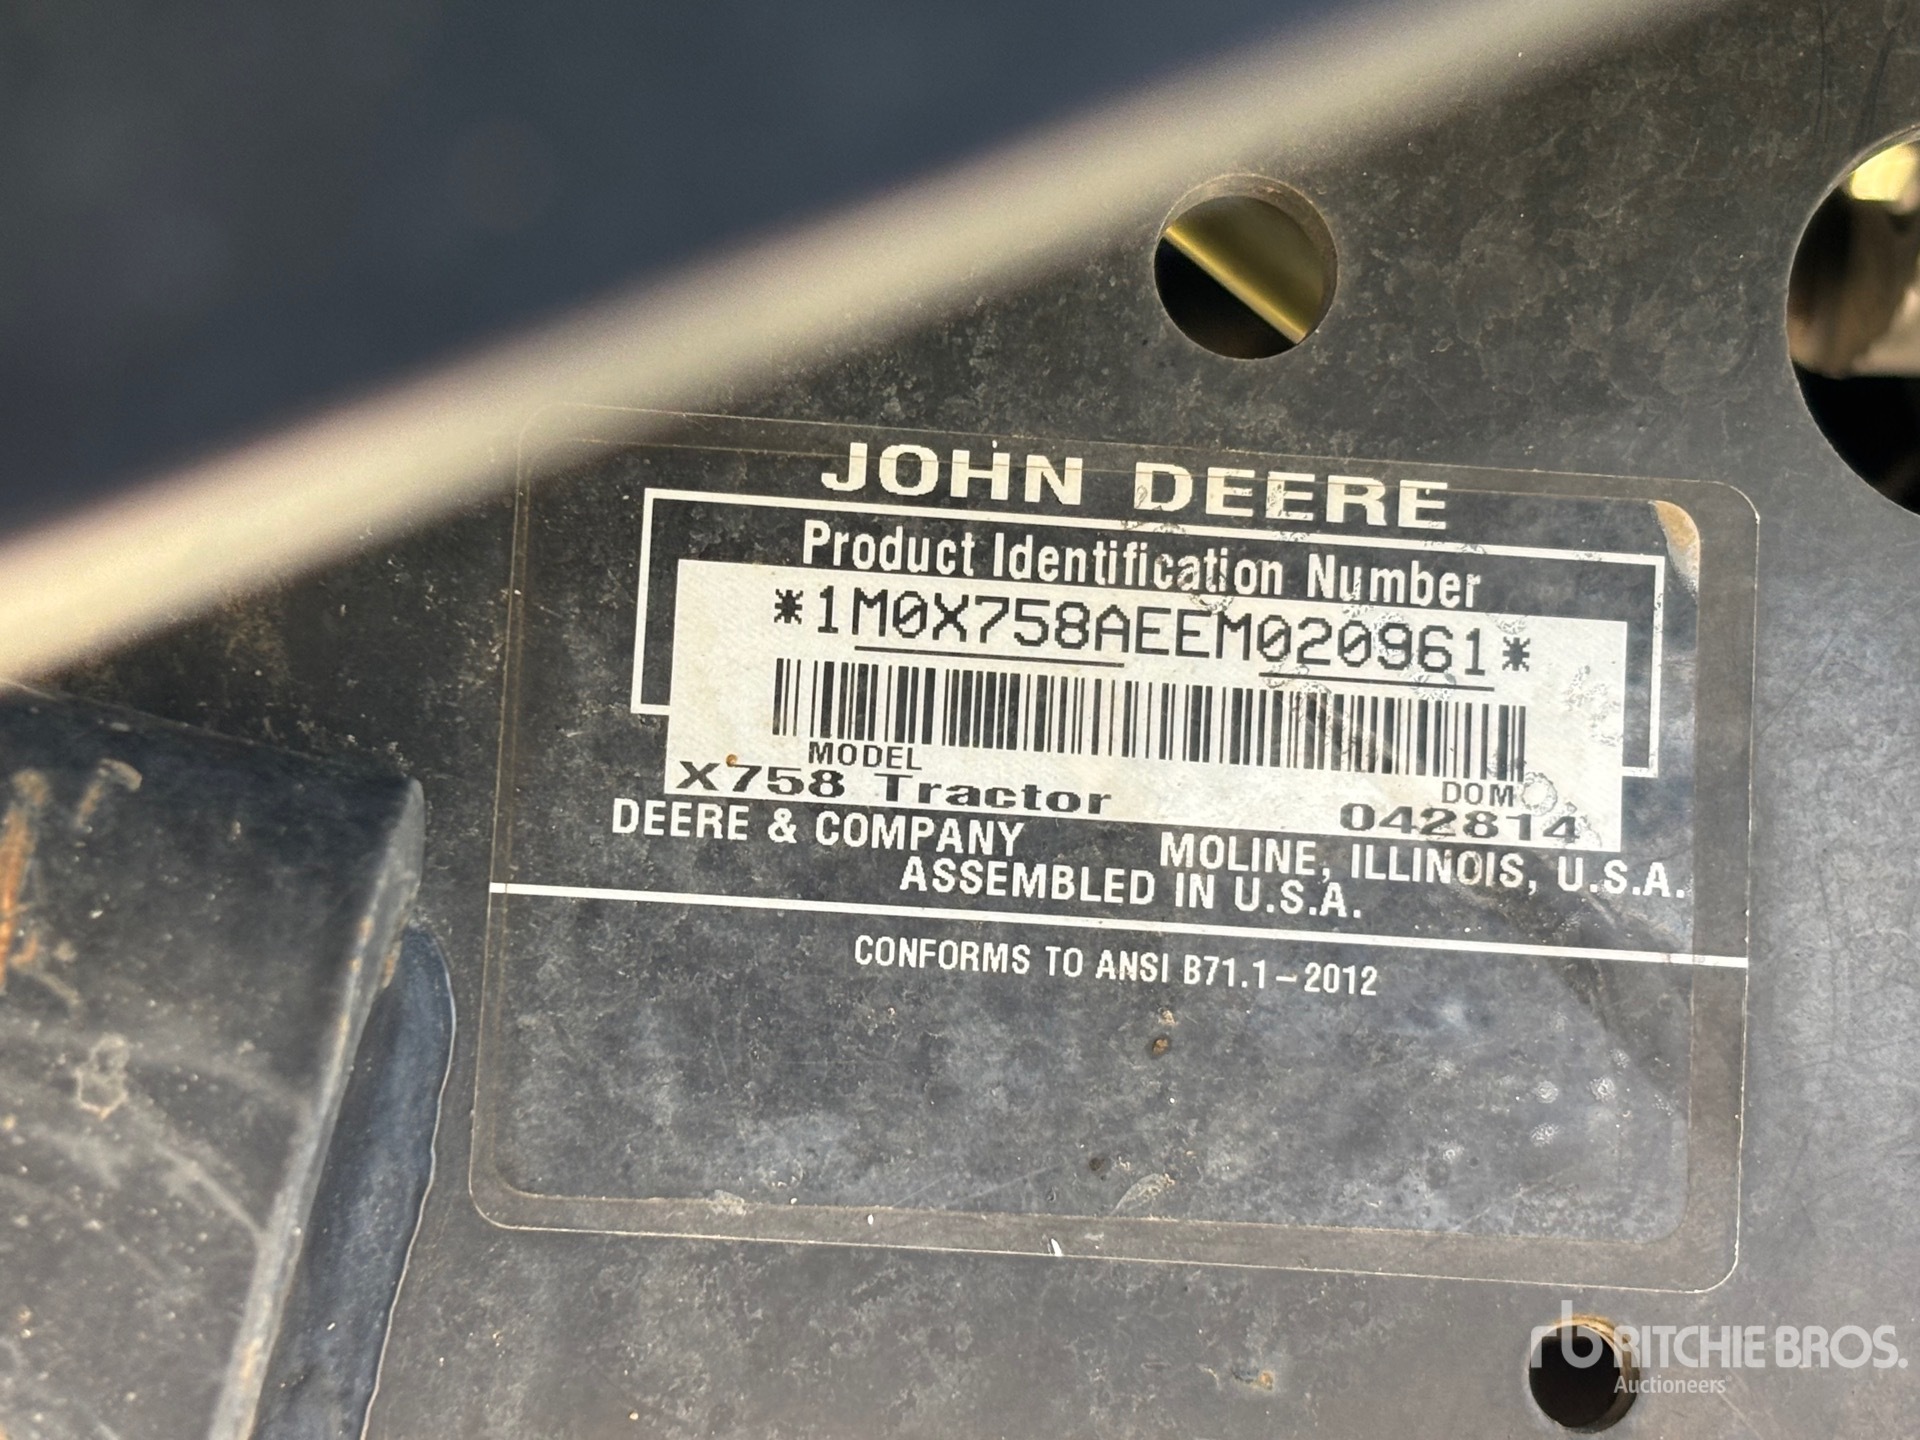 JOHN DEERE
Product Identification Number
*1M0X758AEEM020961*
MODEL
X758 Tractor
DOM
042814
DEERE & COMPANY MOLINE, ILLINOIS, U.S.A.
ASSEMBLED IN U.S.A.
CONFORMS TO ANSI B71.1-2012
rb RITCHIE BROS.
Auctioneers